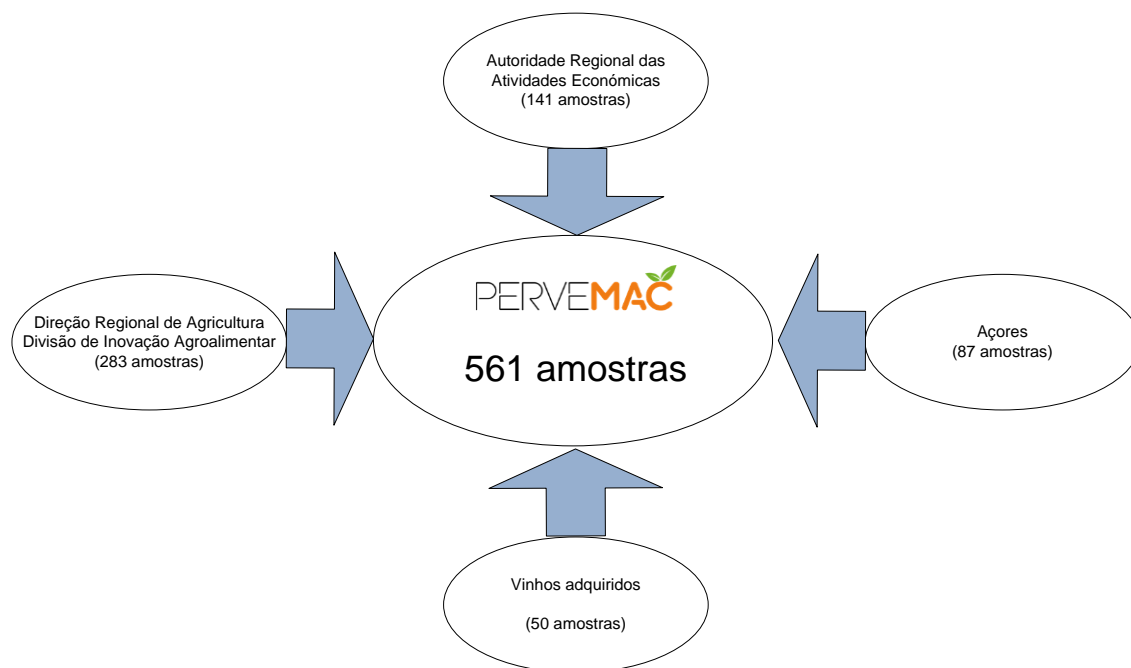 Autoridade Regional das
Atividades Económicas
(141 amostras)
PERVEMAC
561 amostras
Direção Regional de Agricultura
Divisão de Inovação Agroalimentar
(283 amostras)
Açores
(87 amostras)
Vinhos adquiridos
(50 amostras)